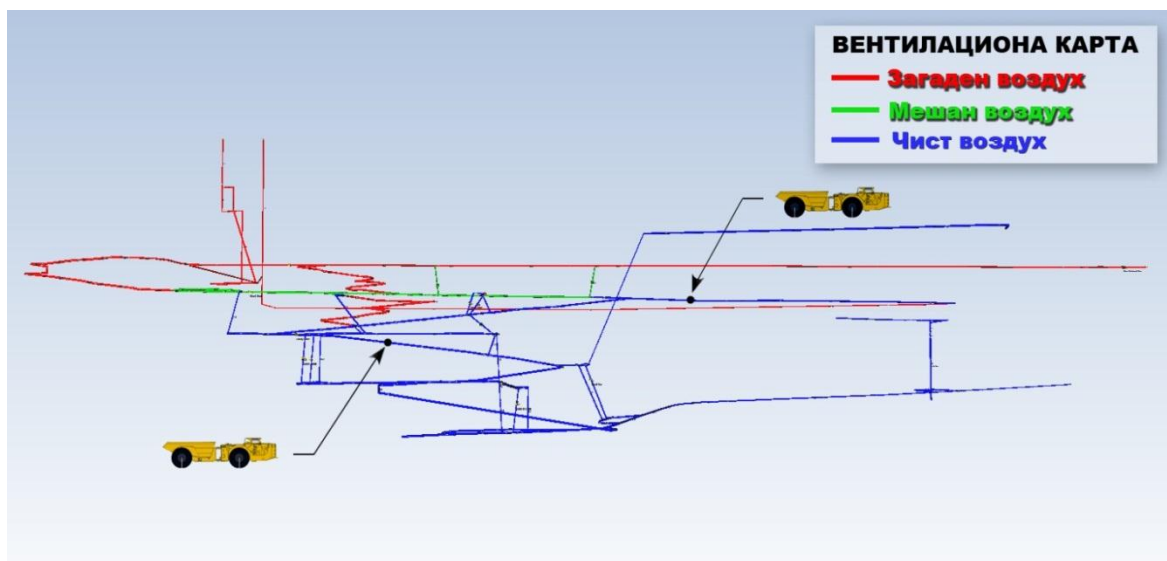 ВЕНТИЛАЦИОНА КАРТА
Загаден воздух
Мешан воздух
Чист воздух